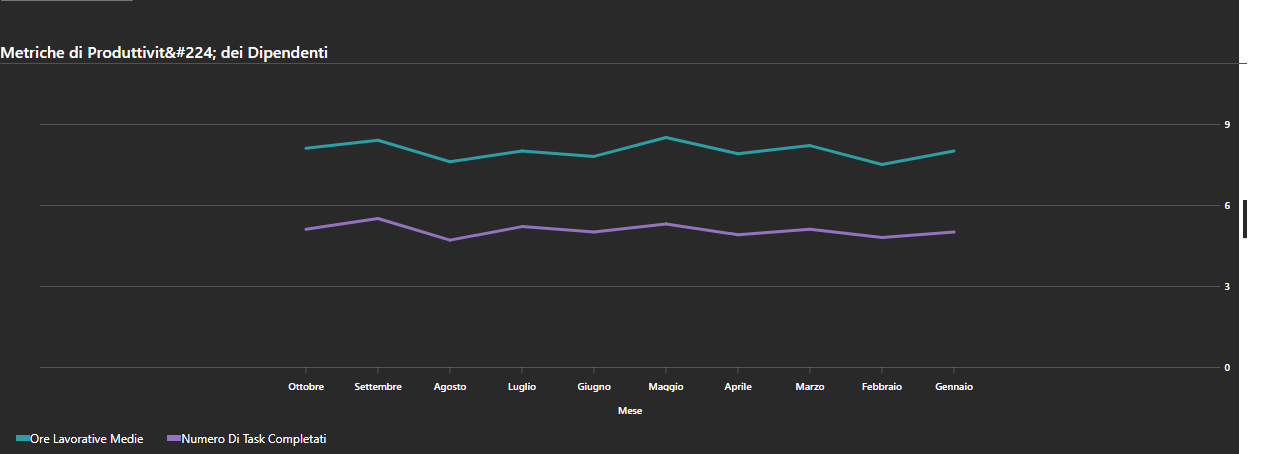 Metriche di Produttivit&#224; dei Dipendenti
9
6
3
0
Ottobre Settembre Agosto Luglio Giugno Maggio Aprile Marzo Febbraio Gennaio
Mese
Ore Lavorative Medie Numero Di Task Completati